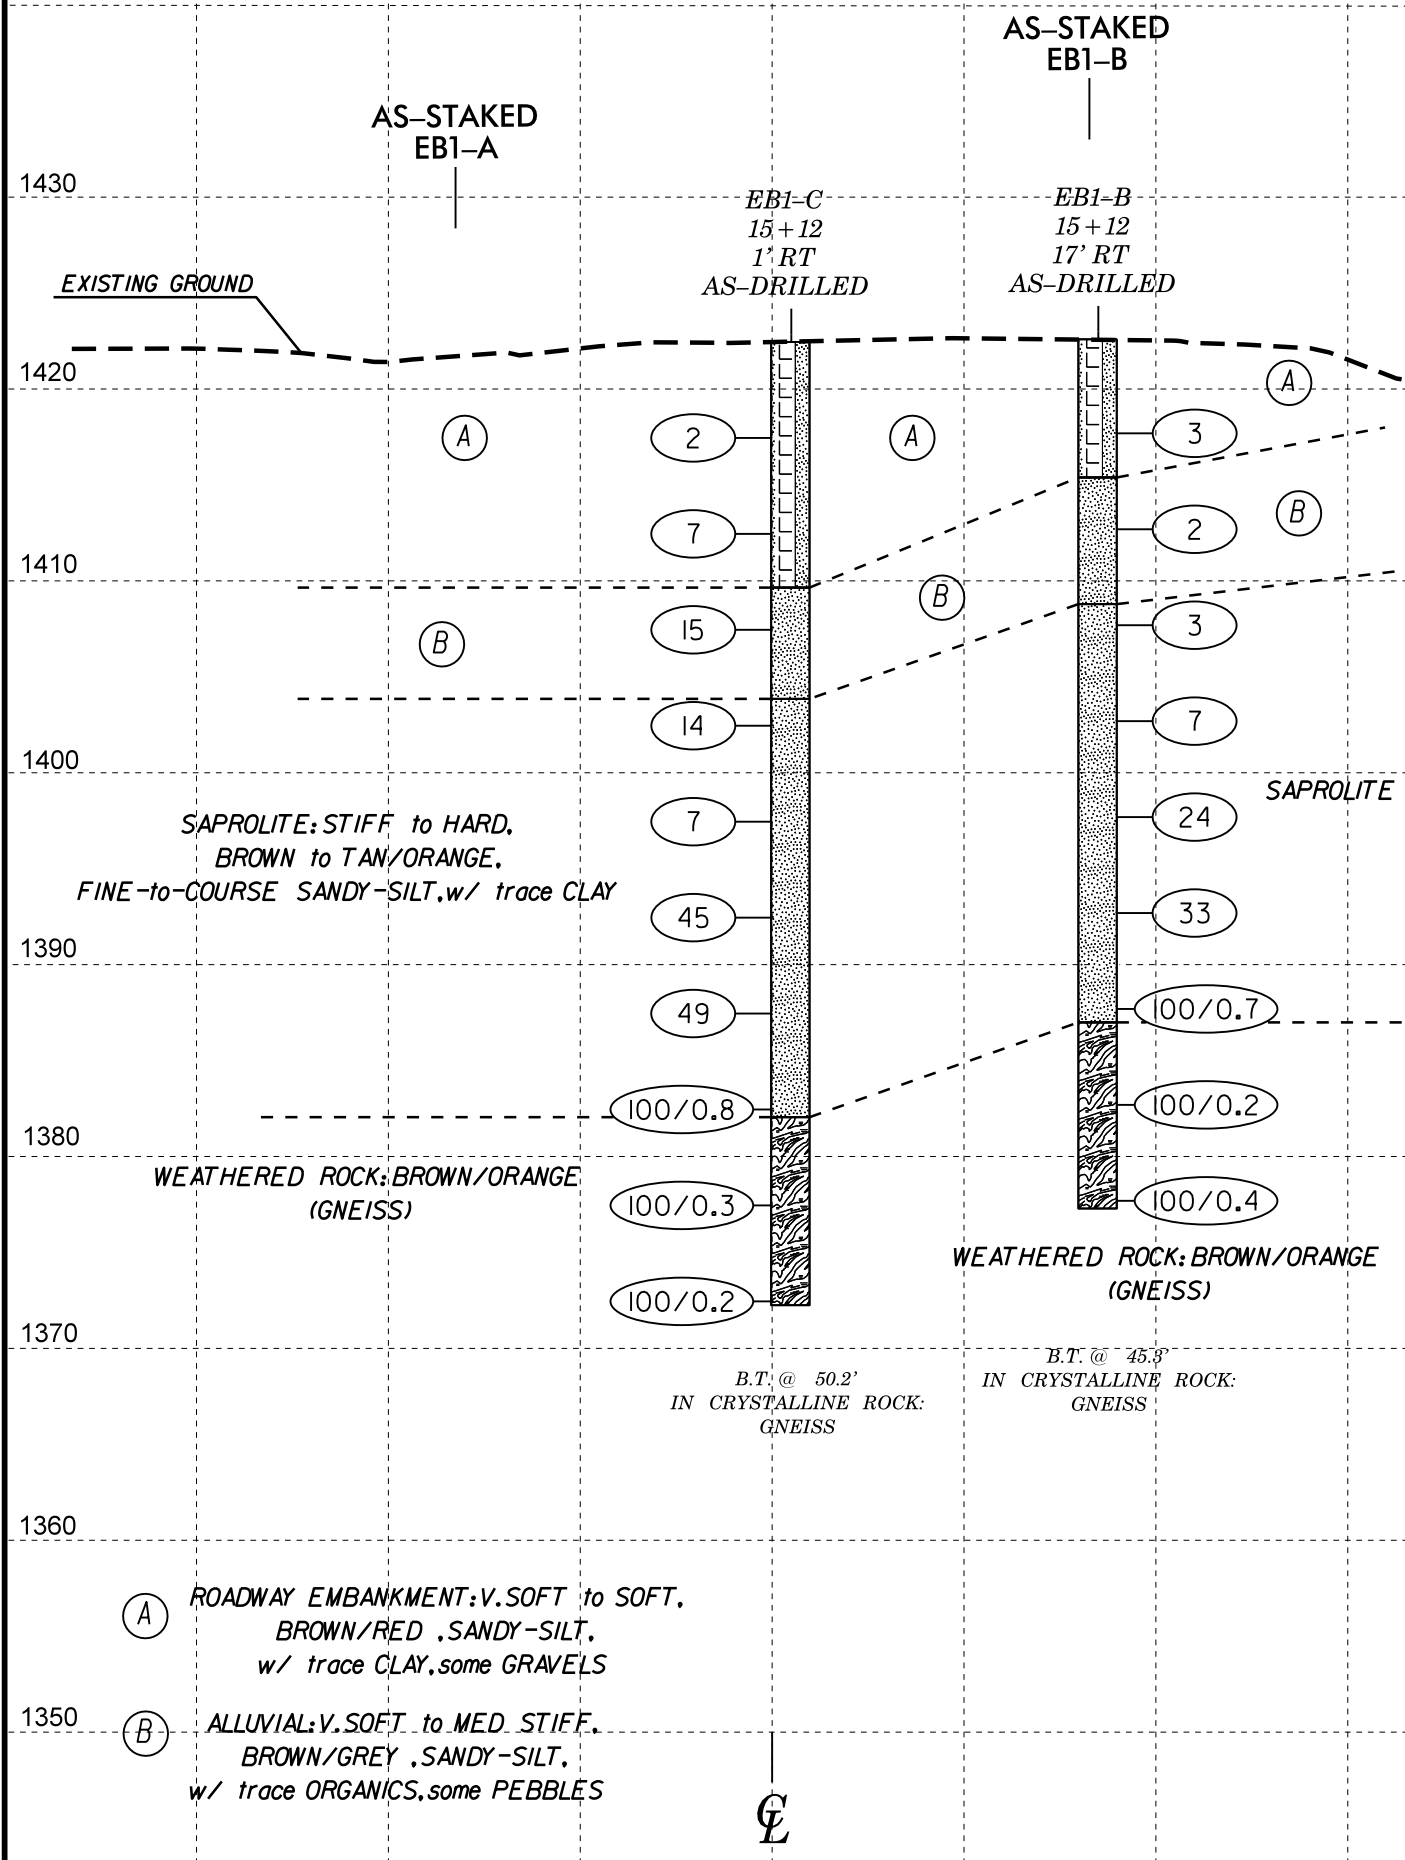 AS–STAKED
EB1–B
AS–STAKED
EB1–A
1430
EB1–C
15+12
1' RT
AS–DRILLED
EB1–B
15+12
17' RT
AS–DRILLED
EXISTING GROUND
1420
A
A
A
2
3
7
B
2
1410
B
15
B
3
14
7
1400
SAPROLITE
SAPROLITE: STIFF to HARD,
BROWN to TAN/ORANGE,
FINE-to-COURSE SANDY-SILT, w/ trace CLAY
7
24
45
33
1390
49
100/0.7
100/0.8
100/0.2
1380
WEATHERED ROCK: BROWN/ORANGE
(GNEISS)
100/0.3
100/0.4
WEATHERED ROCK: BROWN/ORANGE
(GNEISS)
100/0.2
1370
B.T. @ 50.2'
IN CRYSTALLINE ROCK:
GNEISS
B.T. @ 45.3'
IN CRYSTALLINE ROCK:
GNEISS
1360
A
ROADWAY EMBANKMENT: V.SOFT to SOFT,
BROWN/RED , SANDY-SILT,
w/ trace CLAY, some GRAVELS
1350
B
ALLUVIAL: V.SOFT to MED STIFF,
BROWN/GREY , SANDY-SILT,
w/ trace ORGANICS, some PEBBLES
℄